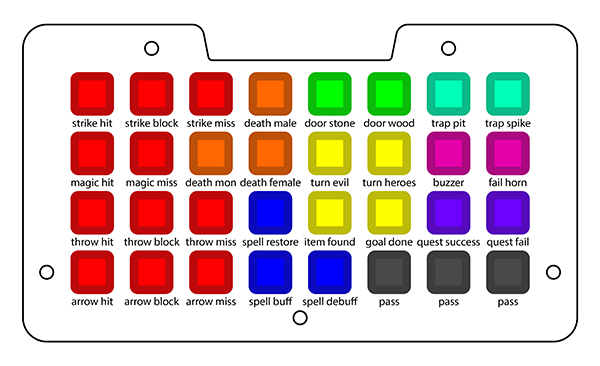 strike hit strike block strike miss death male door stone door wood trap pit trap spike
magic hit magic miss death mon death female turn evil turn heroes buzzer fail horn
throw hit throw block throw miss spell restore item found goal done quest success quest fail
arrow hit arrow block arrow miss spell buff spell debuff pass pass pass